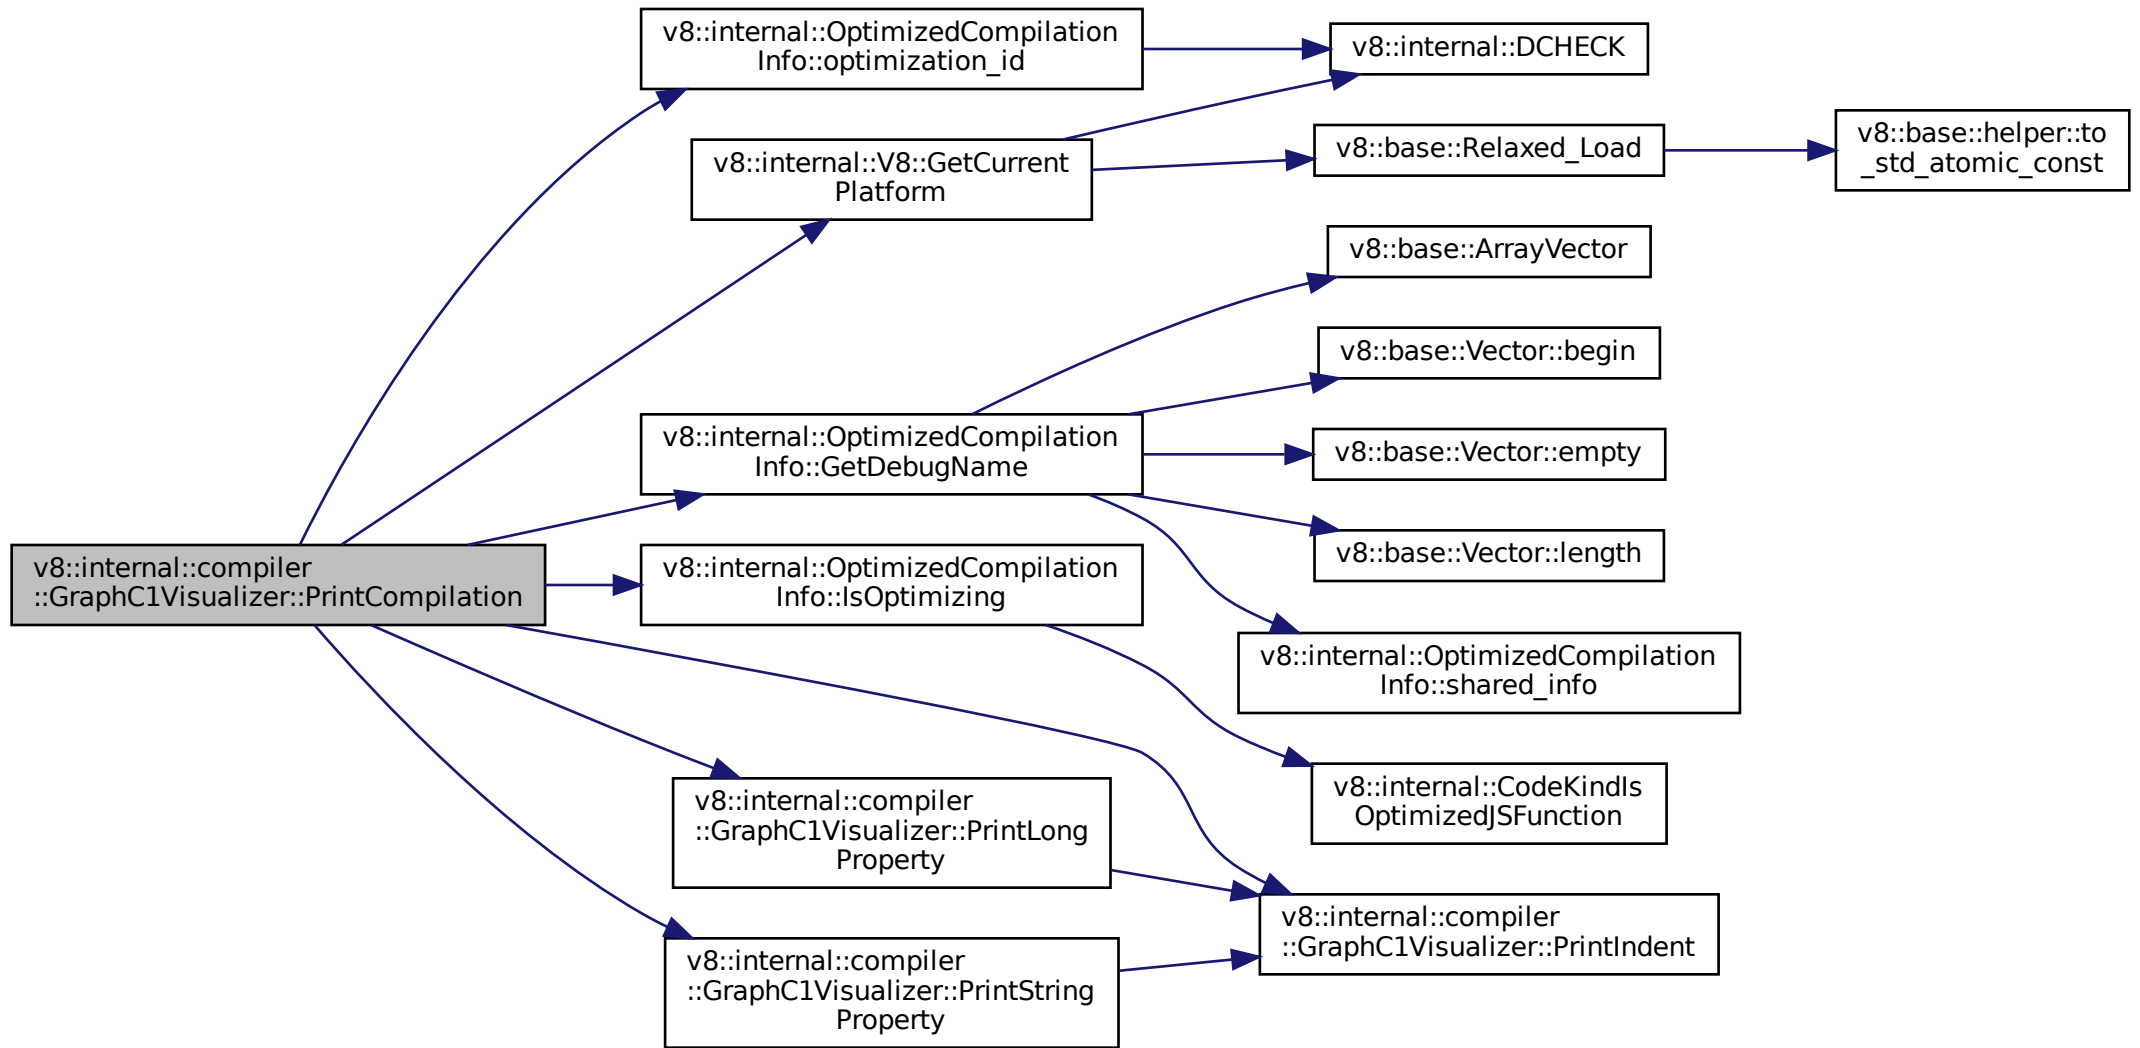 v8::internal::compiler
::GraphC1Visualizer::PrintCompilation
v8::internal::OptimizedCompilation
Info::optimization_id
v8::internal::V8::GetCurrent
Platform
v8::internal::OptimizedCompilation
Info::GetDebugName
v8::internal::OptimizedCompilation
Info::IsOptimizing
v8::internal::compiler
::GraphC1Visualizer::PrintLong
Property
v8::internal::compiler
::GraphC1Visualizer::PrintString
Property
v8::internal::DCHECK
v8::base::Relaxed_Load
v8::base::ArrayVector
v8::base::Vector::begin
v8::base::Vector::empty
v8::base::Vector::length
v8::internal::OptimizedCompilation
Info::shared_info
v8::internal::CodeKindIs
OptimizedJSFunction
v8::internal::compiler
::GraphC1Visualizer::PrintIndent
v8::base::helper::to
_std_atomic_const